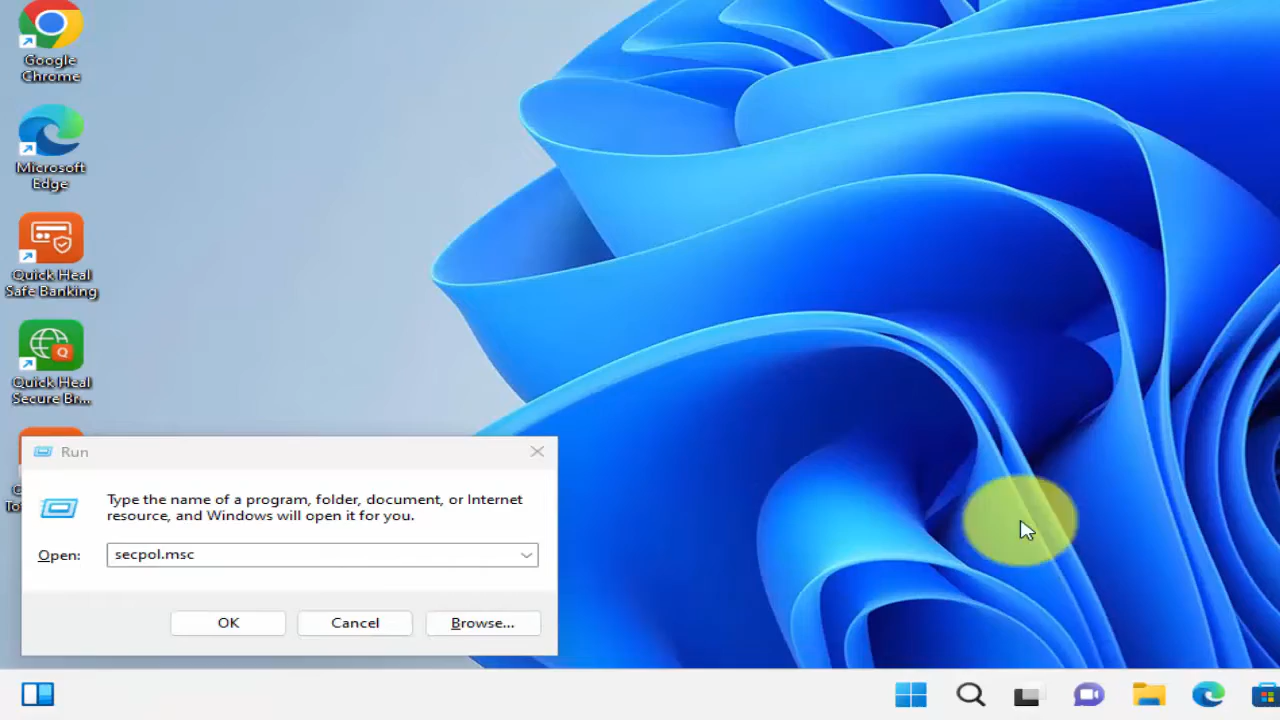 Google
Chrome
Microsoft
Edge
Quick Heal
Safe Banking
Quick Heal
Secure Br...
Run
Type the name of a program, folder, document, or Internet
resource, and Windows will open it for you.
Open: secpol.msc
OK Cancel Browse...